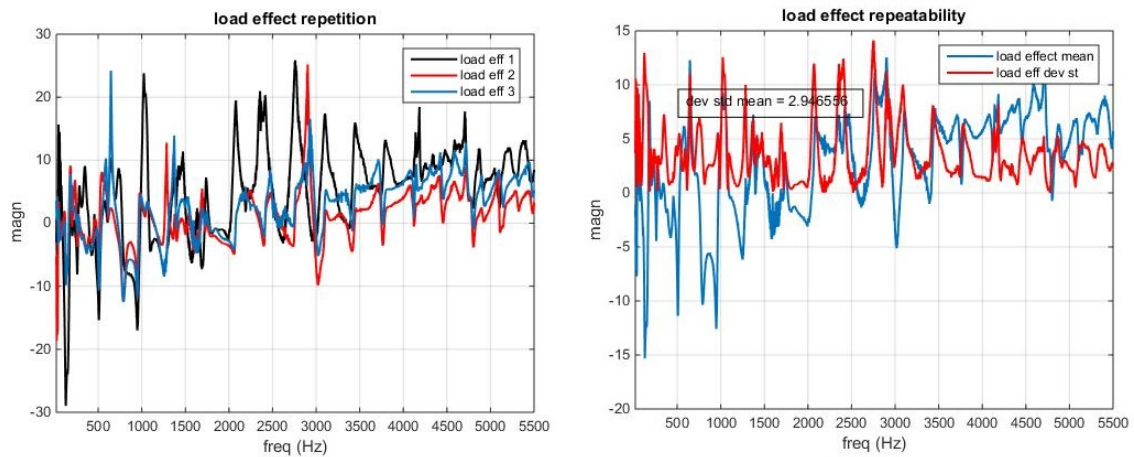 load effect repetition
30
20
10
0
-10
-20
-30
magn
load eff 1
load eff 2
load eff 3
500 1000 1500 2000 2500 3000 3500 4000 4500 5000 5500
freq (Hz)
load effect repeatability
15
10
5
0
-5
-10
-15
-20
magn
load effect mean
load eff dev st
dev std mean = 2.946556
500 1000 1500 2000 2500 3000 3500 4000 4500 5000 5500
freq (Hz)